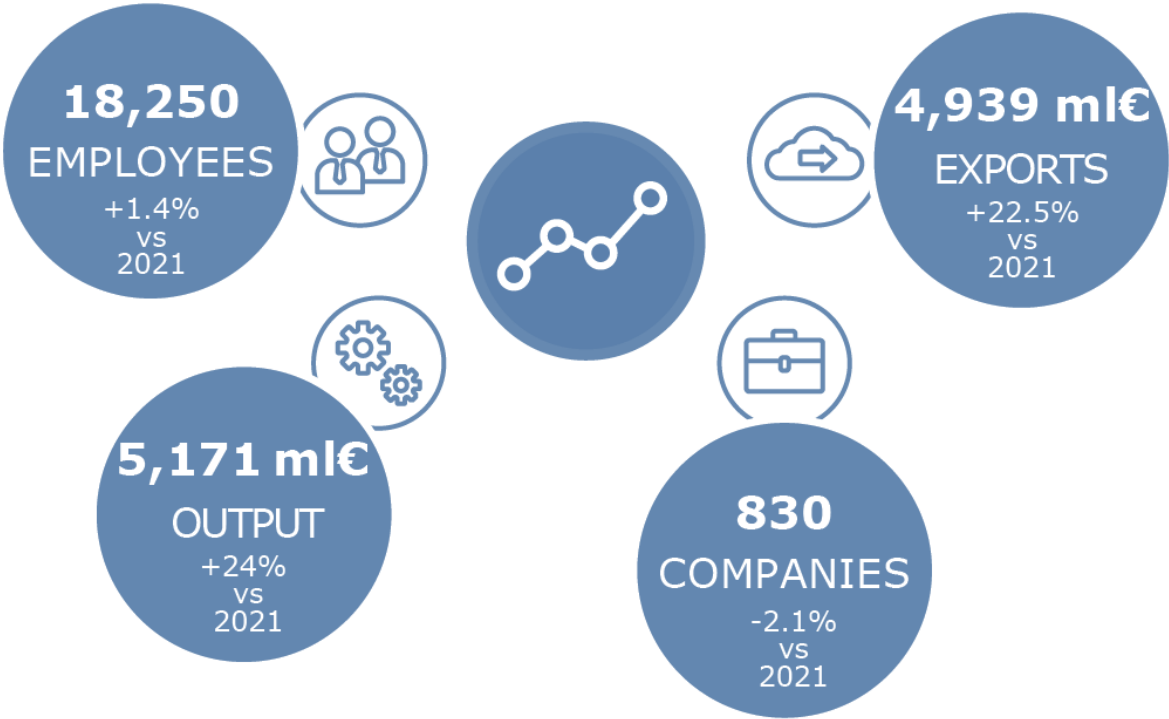 18,250
EMPLOYEES
+1.4%
vs
2021
4,939 ml€
EXPORTS
+22.5%
vs
2021
5,171 ml€
OUTPUT
+24%
vs
2021
830
COMPANIES
-2.1%
vs
2021